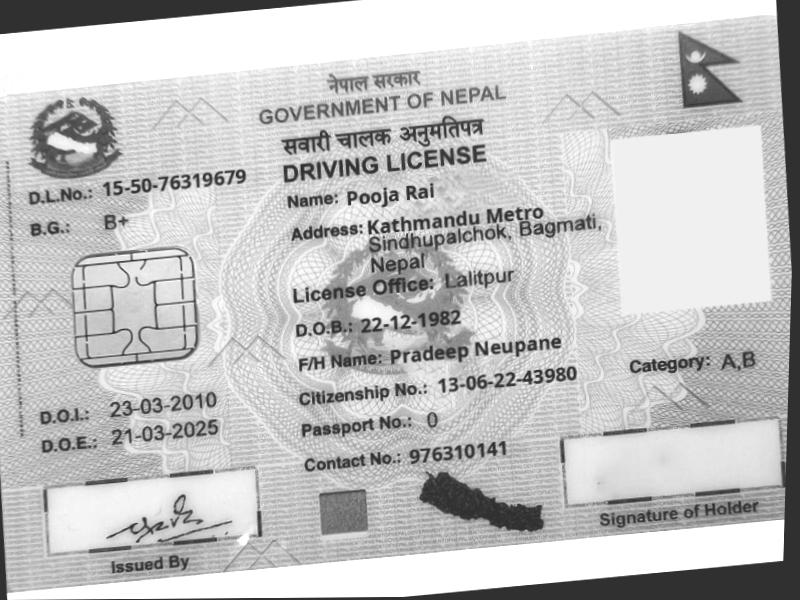 नेपाल सरकार
GOVERNMENT OF NEPAL
सवारी चालक अनुमतिपत्र
DRIVING LICENSE
D.L.No.: 15-50-76319679
B.G.: B+
Name: Pooja Rai
Address: Kathmandu Metro
Sindhupalchok, Bagmati,
Nepal
License Office: Lalitpur
D.O.B.: 22-12-1982
F/H Name: Pradeep Neupane
Citizenship No.: 13-06-22-43980
Category: A,B
Passport No.: 0
Contact No.: 976310141
D.O.I.: 23-03-2010
D.O.E.: 21-03-2025
Issued By
Signature of Holder